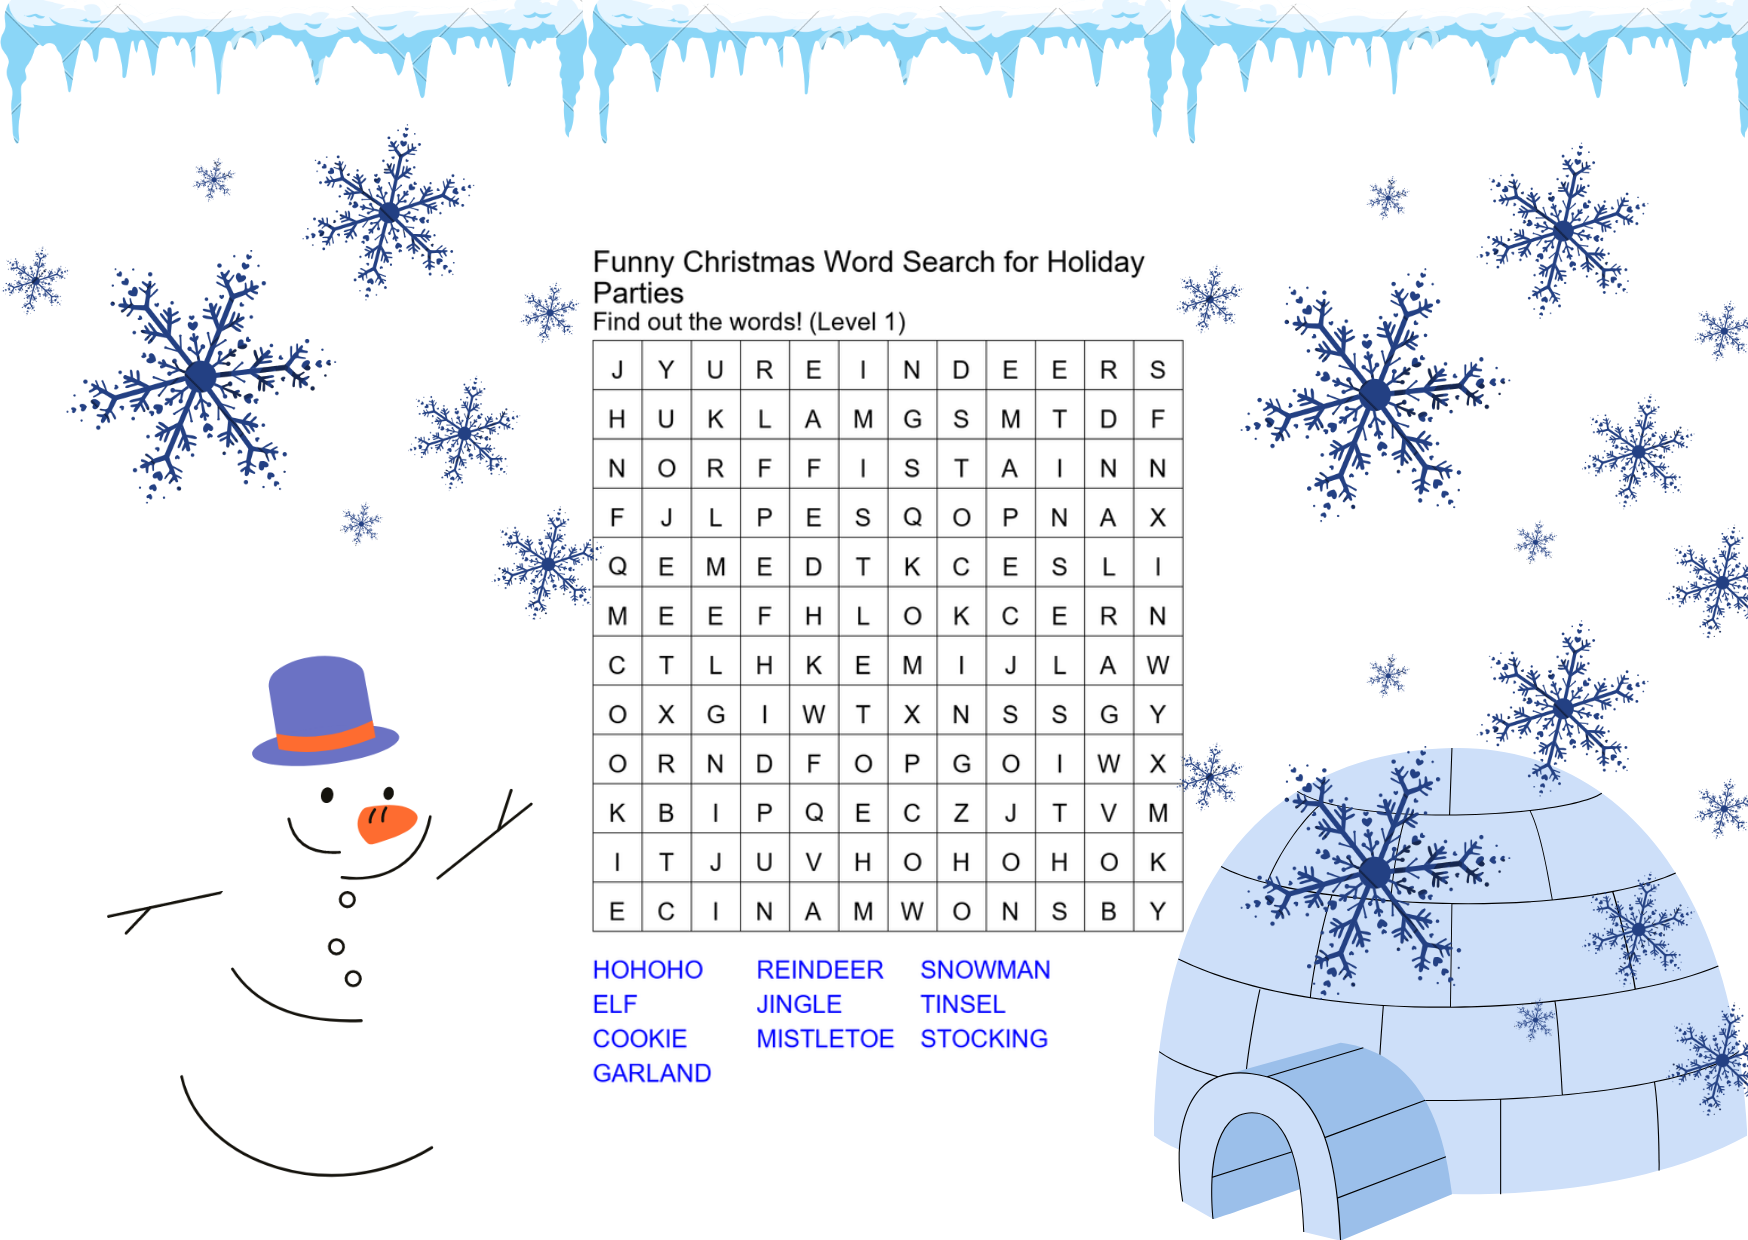 Funny Christmas Word Search for Holiday
Parties
Find out the words! (Level 1)
J Y U R E I N D E E R S
H U K L A M G S M T D F
N O R F F I S T A I N N
F J L P E S Q O P N A X
Q E M E D T K C E S L I
M E E F H L O K C E R N
C T L H K E M I J L A W
O X G I W T X N S S G Y
O R N D F O P G O I W X
K B I P Q E C Z J T V M
I T J U V H O H O H O K
E C I N A M W O N S B Y
HOHOHO REINDEER SNOWMAN
ELF JINGLE TINSEL
COOKIE MISTLETOE STOCKING
GARLAND